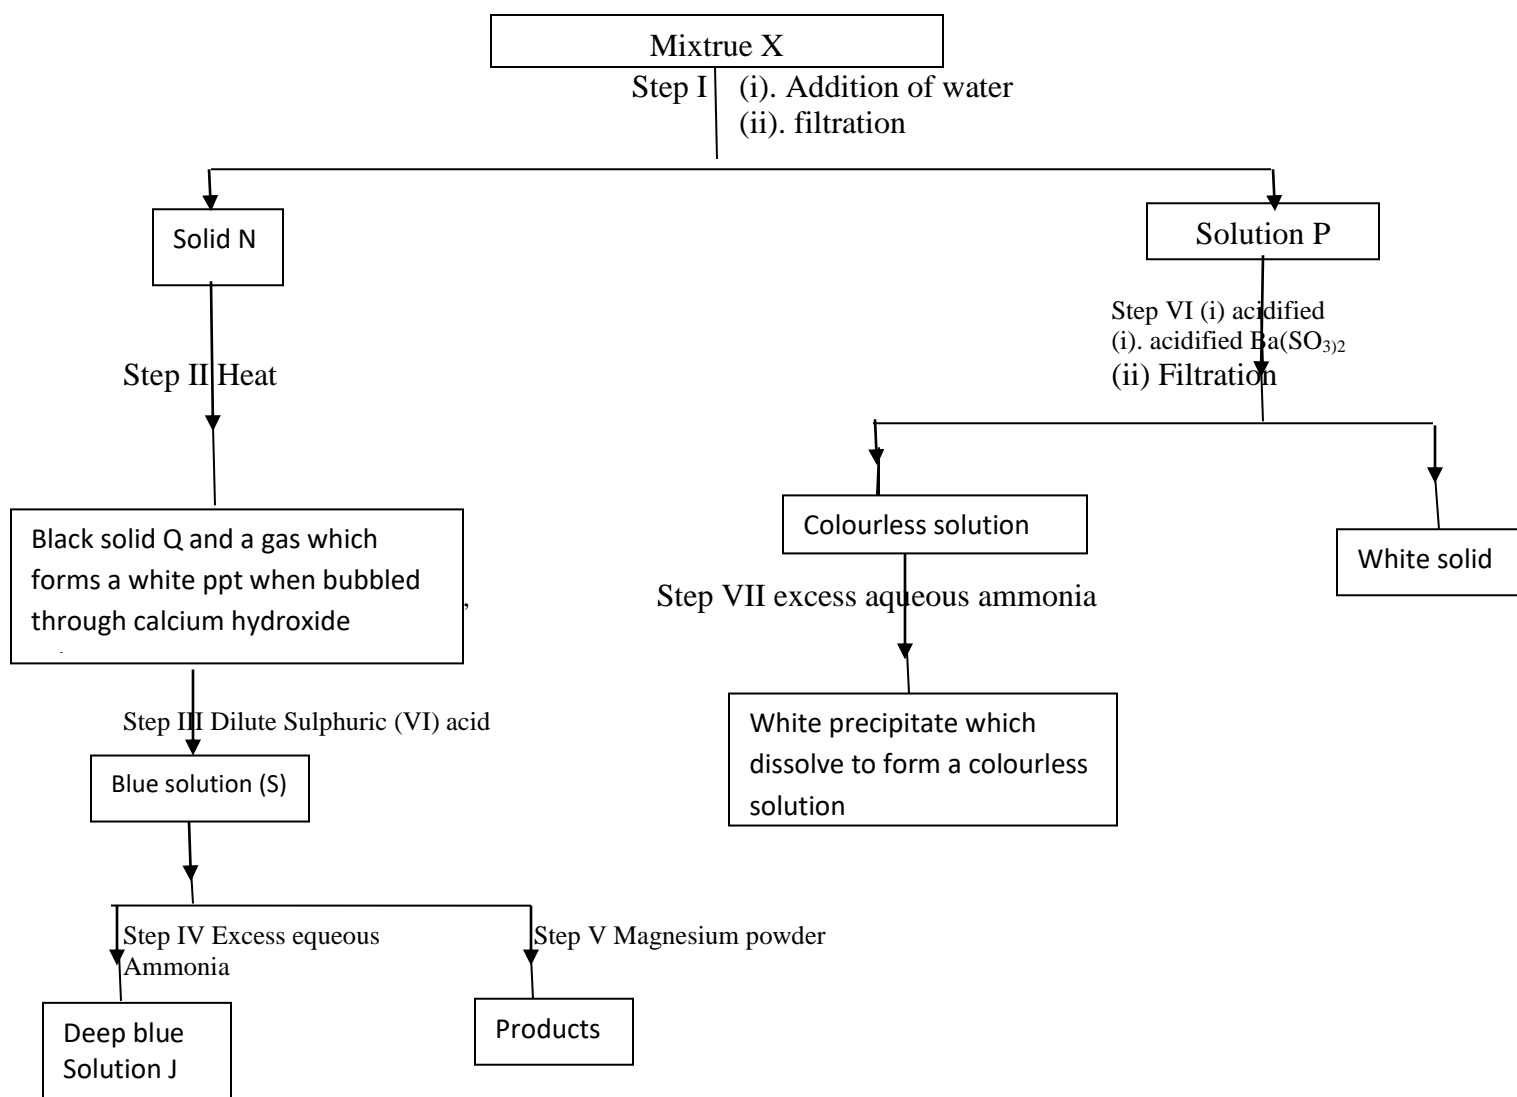 Mixtrue X
Step I
(i). Addition of water
(ii). filtration
Solid N
Solution P
Step II Heat
Step VI (i) acidified
(i). acidified Ba(SO3)2
(ii) Filtration
Black solid Q and a gas which
forms a white ppt when bubbled
through calcium hydroxide
,
Colourless solution
White solid
Step VII excess aqueous ammonia
Step III Dilute Sulphuric (VI) acid
White precipitate which
dissolve to form a colourless
solution
Blue solution (S)
Step IV Excess equeous
Ammonia
Step V Magnesium powder
Deep blue
Solution J
Products